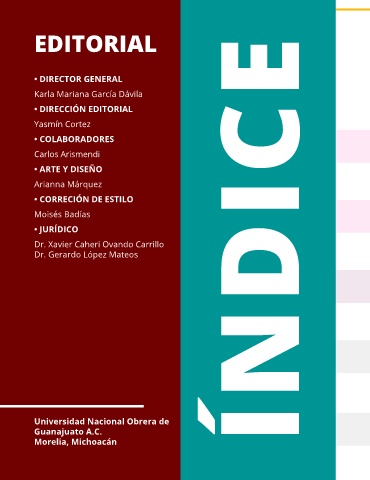 EDITORIAL
• DIRECTOR GENERAL
Karla Mariana García Dávila
• DIRECCIÓN EDITORIAL
Yasmín Cortez
• COLABORADORES
Carlos Arismendi
• ARTE Y DISEÑO
Arianna Márquez
• CORRECIÓN DE ESTILO
Moisés Badías
• JURÍDICO
Dr. Xavier Caheri Ovando Carrillo
Dr. Gerardo López Mateos
Universidad Nacional Obrera de
Guanajuato A.C.
Morelia, Michoacán
ÍNDICE